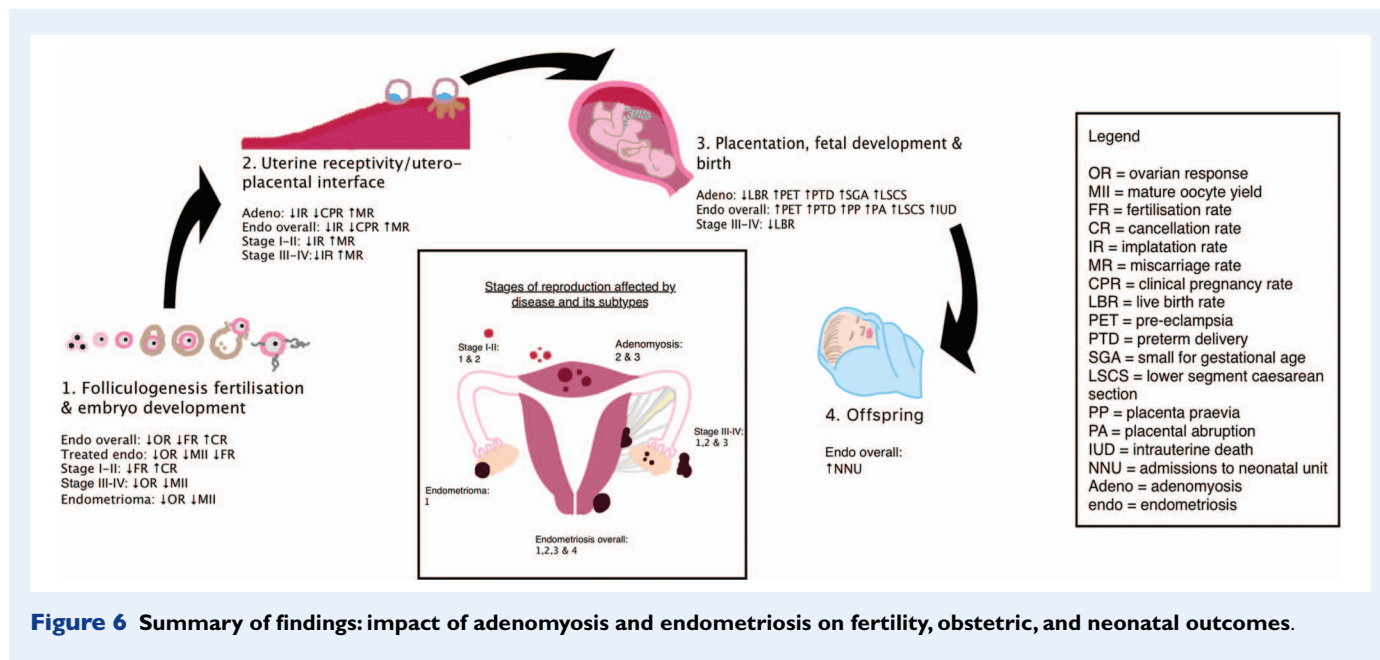 1. Folliculogenesis fertilisation
& embryo development
Endo overall: ↓OR ↓FR ↑CR
Treated endo: ↓OR ↓MII ↓FR
Stage I–II: ↓FR ↑CR
Stage III-IV: ↓OR ↓MII
Endometrioma: ↓OR ↓MII
2. Uterine receptivity/utero-
placental interface
Adeno: ↓IR ↓CPR ↑MR
Endo overall: ↓IR ↓CPR ↑MR
Stage I–II: ↓IR ↑MR
Stage III–IV:↓IR ↑MR
3. Placentation, fetal development &
birth
Adeno: ↓LBR ↑PET ↑PTD ↑SGA ↑LSCS
Endo overall: ↑PET ↑PTD ↑PP ↑PA ↑LSCS ↑IUD
Stage III-IV: ↓LBR
4. Offspring
Endo overall:
↑NNU
Stages of reproduction affected by
disease and its subtypes
Stage I-II:
1 & 2
Adenomyosis:
2 & 3
Stage III-IV:
1,2 & 3
Endometrioma:
1
Endometriosis overall:
1,2,3 & 4
Legend
OR = ovarian response
MII = mature oocyte yield
FR = fertilisation rate
CR = cancellation rate
IR = implatation rate
MR = miscarriage rate
CPR = clinical pregnancy rate
LBR = live birth rate
PET = pre-eclampsia
PTD = preterm delivery
SGA = small for gestational age
LSCS = lower segment caesarean
section
PP = placenta praevia
PA = placental abruption
IUD = intrauterine death
NNU = admissions to neonatal unit
Adeno = adenomyosis
endo = endometriosis
Figure 6 Summary of findings: impact of adenomyosis and endometriosis on fertility, obstetric, and neonatal outcomes.